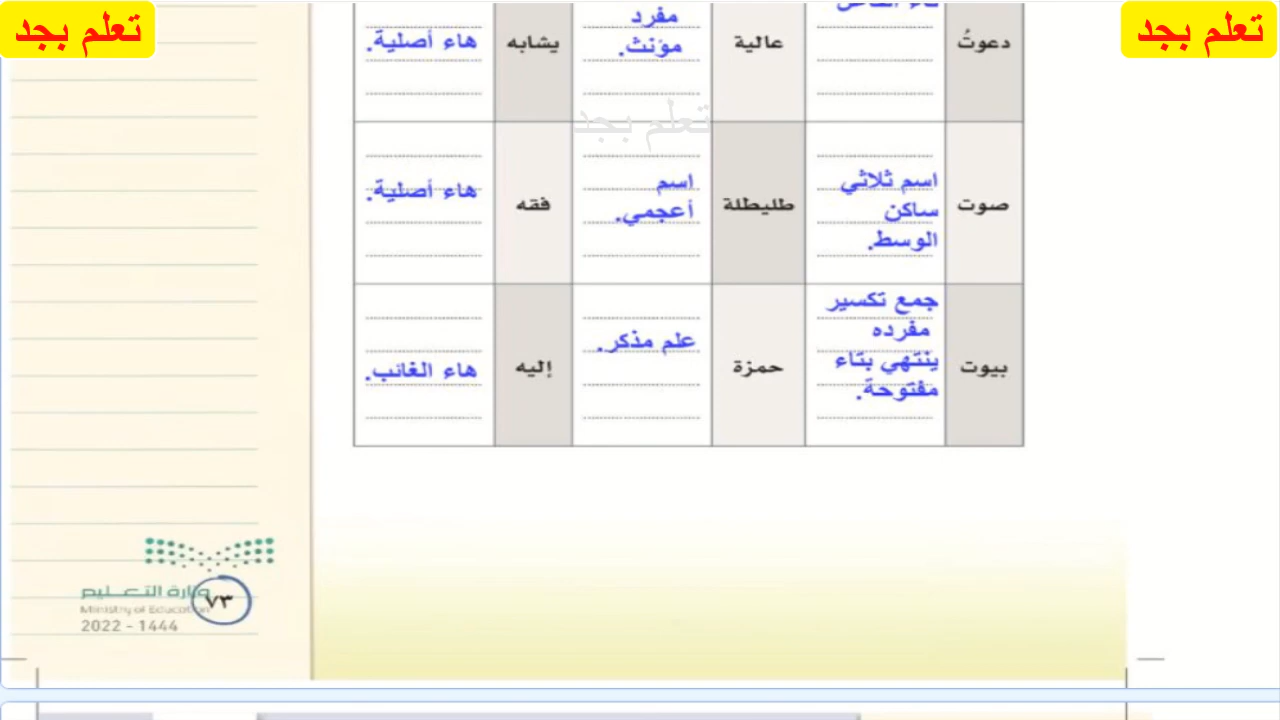 تعلم بجد
تعلم بجد
دعوتُ
عالية
مفرد
مؤنث.
يشابه
هاء أصلية.
تعلم بجد
صوت
اسم ثلاثي
ساكن
الوسط.
طليطلة
اسم
أعجمي.
فقه
هاء أصلية.
بيوت
جمع تكسير
مفرده
ينتهي بتاء
مفتوحة.
حمزة
علم مذكر.
إليه
هاء الغائب.
وزارة التعليم
Ministry of Education
2022 - 1444
٧٣